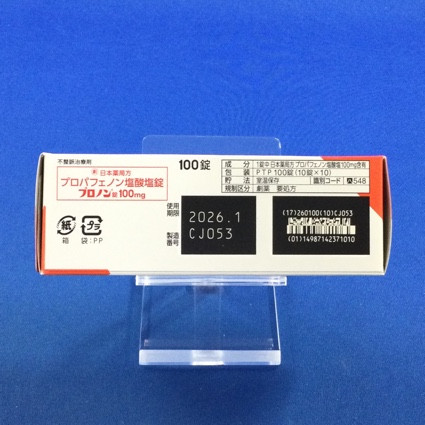 不整脈治療剤
日本薬局方
プロパフェノン塩酸塩錠
プロノン錠100mg
紙 プラ
箱 袋:PP
100錠
成分 1錠中 日本薬局方 プロパフェノン塩酸塩100mg含有
包装 PTP 100錠(10錠×10)
貯法 室温保存 識別コード 548
規制区分 劇薬 要処方
使用期限 2026.1
製造番号 CJ053
(17)260100(10)CJ053
(01)14987142371010